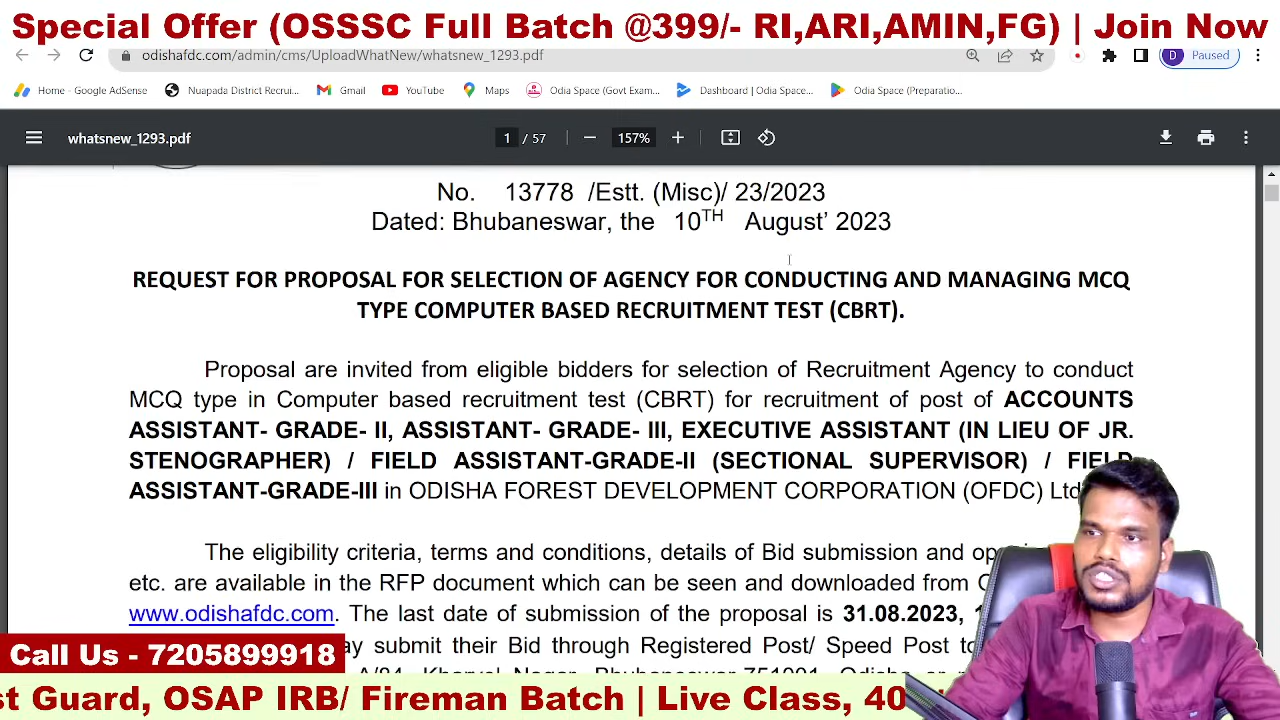 Special Offer (OSSSC Full Batch @399/- RI,ARI,AMIN,FG) | Join Now
odishafdc.com/admin/cms/UploadWhatNew/whatsnew_1293.pdf
D Paused
Home - Google AdSense Nuapada District Recrui... Gmail YouTube Maps Odia Space (Govt Exam... Dashboard | Odia Space... Odia Space (Preparatio...
whatsnew_1293.pdf 1 / 57 157%
No. 13778 /Estt. (Misc)/ 23/2023
Dated: Bhubaneswar, the 10TH August' 2023
REQUEST FOR PROPOSAL FOR SELECTION OF AGENCY FOR CONDUCTING AND MANAGING MCQ
TYPE COMPUTER BASED RECRUITMENT TEST (CBRT).
Proposal are invited from eligible bidders for selection of Recruitment Agency to conduct
MCQ type in Computer based recruitment test (CBRT) for recruitment of post of ACCOUNTS
ASSISTANT- GRADE- II, ASSISTANT- GRADE- III, EXECUTIVE ASSISTANT (IN LIEU OF JR.
STENOGRAPHER) / FIELD ASSISTANT-GRADE-II (SECTIONAL SUPERVISOR) / FIELD
ASSISTANT-GRADE-III in ODISHA FOREST DEVELOPMENT CORPORATION (OFDC) Ltd
The eligibility criteria, terms and conditions, details of Bid submission and
etc. are available in the RFP document which can be seen and downloaded from
www.odishafdc.com. The last date of submission of the proposal is 31.08.2023,
submit their Bid through Registered Post/ Speed Post
Call Us - 7205899918
Bhubaneswar-751001, Odisha
st Guard, OSAP IRB/ Fireman Batch | Live Class, 40